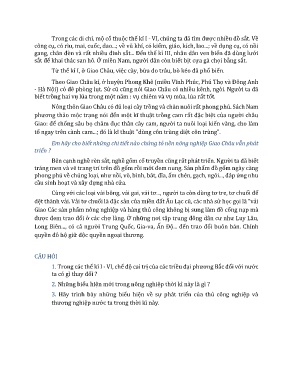 Trong các di chỉ, mộ cổ thuộc thế kỉ I - VI, chúng ta đã tìm được nhiều đồ sắt. Về
công cụ, có rìu, mai, cuốc, dao...; về vũ khí, có kiếm, giáo, kích, lao...; về dụng cụ, có nồi
gang, chân đèn và rất nhiều đinh sắt... Đến thế kỉ III, nhân dân ven biển đã dùng lưới
sắt để khai thác san hô. Ở miền Nam, người dân còn biết bịt cựa gà chọi bằng sắt.
Từ thế kỉ I, ở Giao Châu, việc cày, bừa do trâu, bò kéo đã phổ biến.
Theo Giao Châu kí, ở huyện Phong Khê (miền Vĩnh Phúc, Phú Thọ và Đông Anh
- Hà Nội) có đê phòng lụt. Sử cũ cũng nói Giao Châu có nhiều kênh, ngòi. Người ta đã
biết trồng hai vụ lúa trong một năm : vụ chiêm và vụ mùa, lúa rất tốt
Nông thôn Giao Châu có đủ loại cây trồng và chăn nuôi rất phong phú. Sách Nam
phương thảo mộc trạng nói đến một kĩ thuật trồng cam rất đặc biệt của người châu
Giao: để chống sâu bọ châm đục thân cây cam, người ta nuôi loại kiến vàng, cho làm
tổ ngay trên cành cam...; đó là kĩ thuật "dùng côn trùng diệt côn trùng".
Em hãy cho biết những chi tiết nào chứng tỏ nền nông nghiệp Giao Châu vẫn phát
triển ?
Bên cạnh nghề rèn sắt, nghề gốm cổ truyền cũng rất phát triển. Người ta đã biết
tráng men và vẽ trang trí trên đồ gốm rồi mới đem nung. Sản phẩm đồ gốm ngày càng
phong phú về chủng loại, như nồi, vò, bình, bát, đĩa, ấm chén, gạch, ngói..., đáp ứng nhu
cầu sinh hoạt và xây dựng nhà cửa.
Cùng với các loại vải bông, vải gai, vải tơ..., người ta còn dùng tơ tre, tơ chuối để
dệt thành vải. Vải tơ chuối là đặc sản của miền đất Âu Lạc cũ, các nhà sử học gọi là "vải
Giao Các sản phẩm nông nghiệp và hàng thủ công không bị sung làm đồ cống nạp mà
được đem trao đổi ở các chợ làng. Ở những nơi tập trung đông dân cư như Luy Lâu,
Long Biên..., có cả người Trung Quốc, Gia-va, Ấn Độ... đến trao đổi buôn bán. Chính
quyền đô hộ giữ độc quyền ngoại thương.
CÂU HỎI
1. Trong các thế kỉ I - VI, chế độ cai trị của các triều đại phương Bắc đối với nước
ta có gì thay đổi ?
2. Những biểu hiện mới trong nông nghiệp thời kì này là gì ?
3. Hãy trình bày những biểu hiện về sự phát triển của thủ công nghiệp và
thương nghiệp nước ta trong thời kì này.